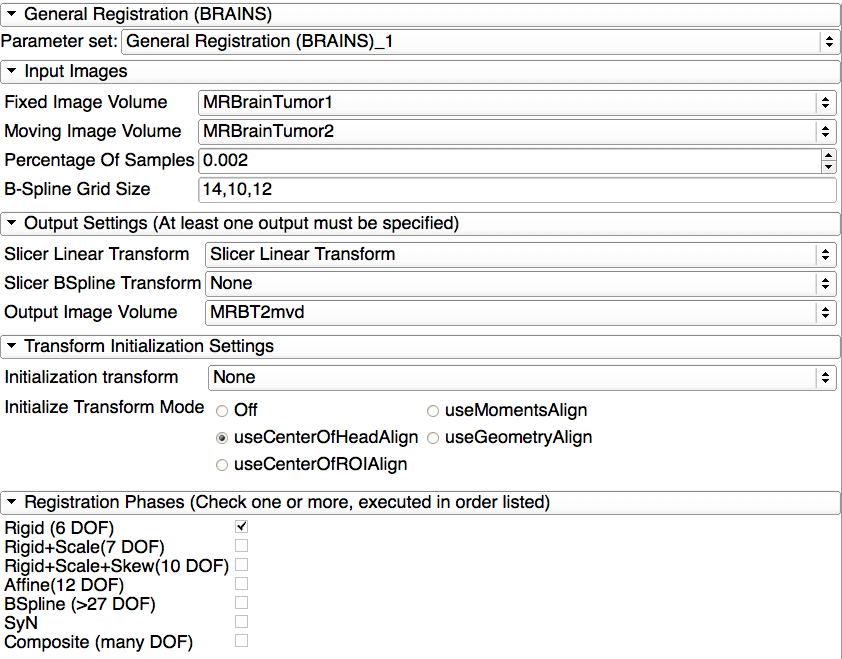 General Registration (BRAINS)
Parameter set: General Registration (BRAINS)_1
Input Images
Fixed Image Volume MRBrainTumor1
Moving Image Volume MRBrainTumor2
Percentage Of Samples 0.002
B-Spline Grid Size 14,10,12
Output Settings (At least one output must be specified)
Slicer Linear Transform Slicer Linear Transform
Slicer BSpline Transform None
Output Image Volume MRBT2mvd
Transform Initialization Settings
Initialization transform None
Initialize Transform Mode Off useMomentsAlign
useCenterOfHeadAlign useGeometryAlign
useCenterOfROIAlign
Registration Phases (Check one or more, executed in order listed)
Rigid (6 DOF)
Rigid+Scale(7 DOF)
Rigid+Scale+Skew(10 DOF)
Affine(12 DOF)
BSpline (>27 DOF)
SyN
Composite (many DOF)